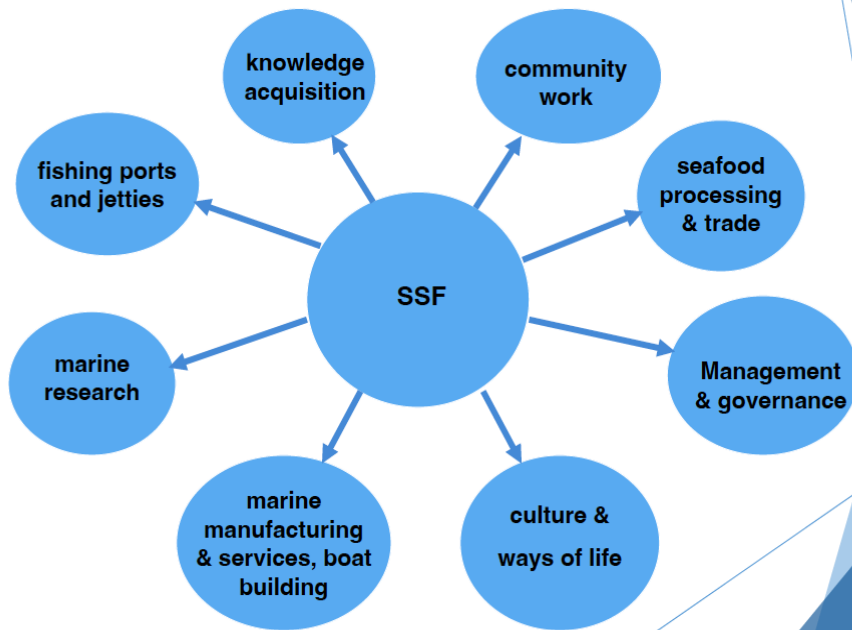 knowledge
acquisition
community
work
fishing ports
and jetties
seafood
processing
& trade
SSF
marine
research
Management
& governance
marine
manufacturing
& services, boat
building
culture &
ways of life